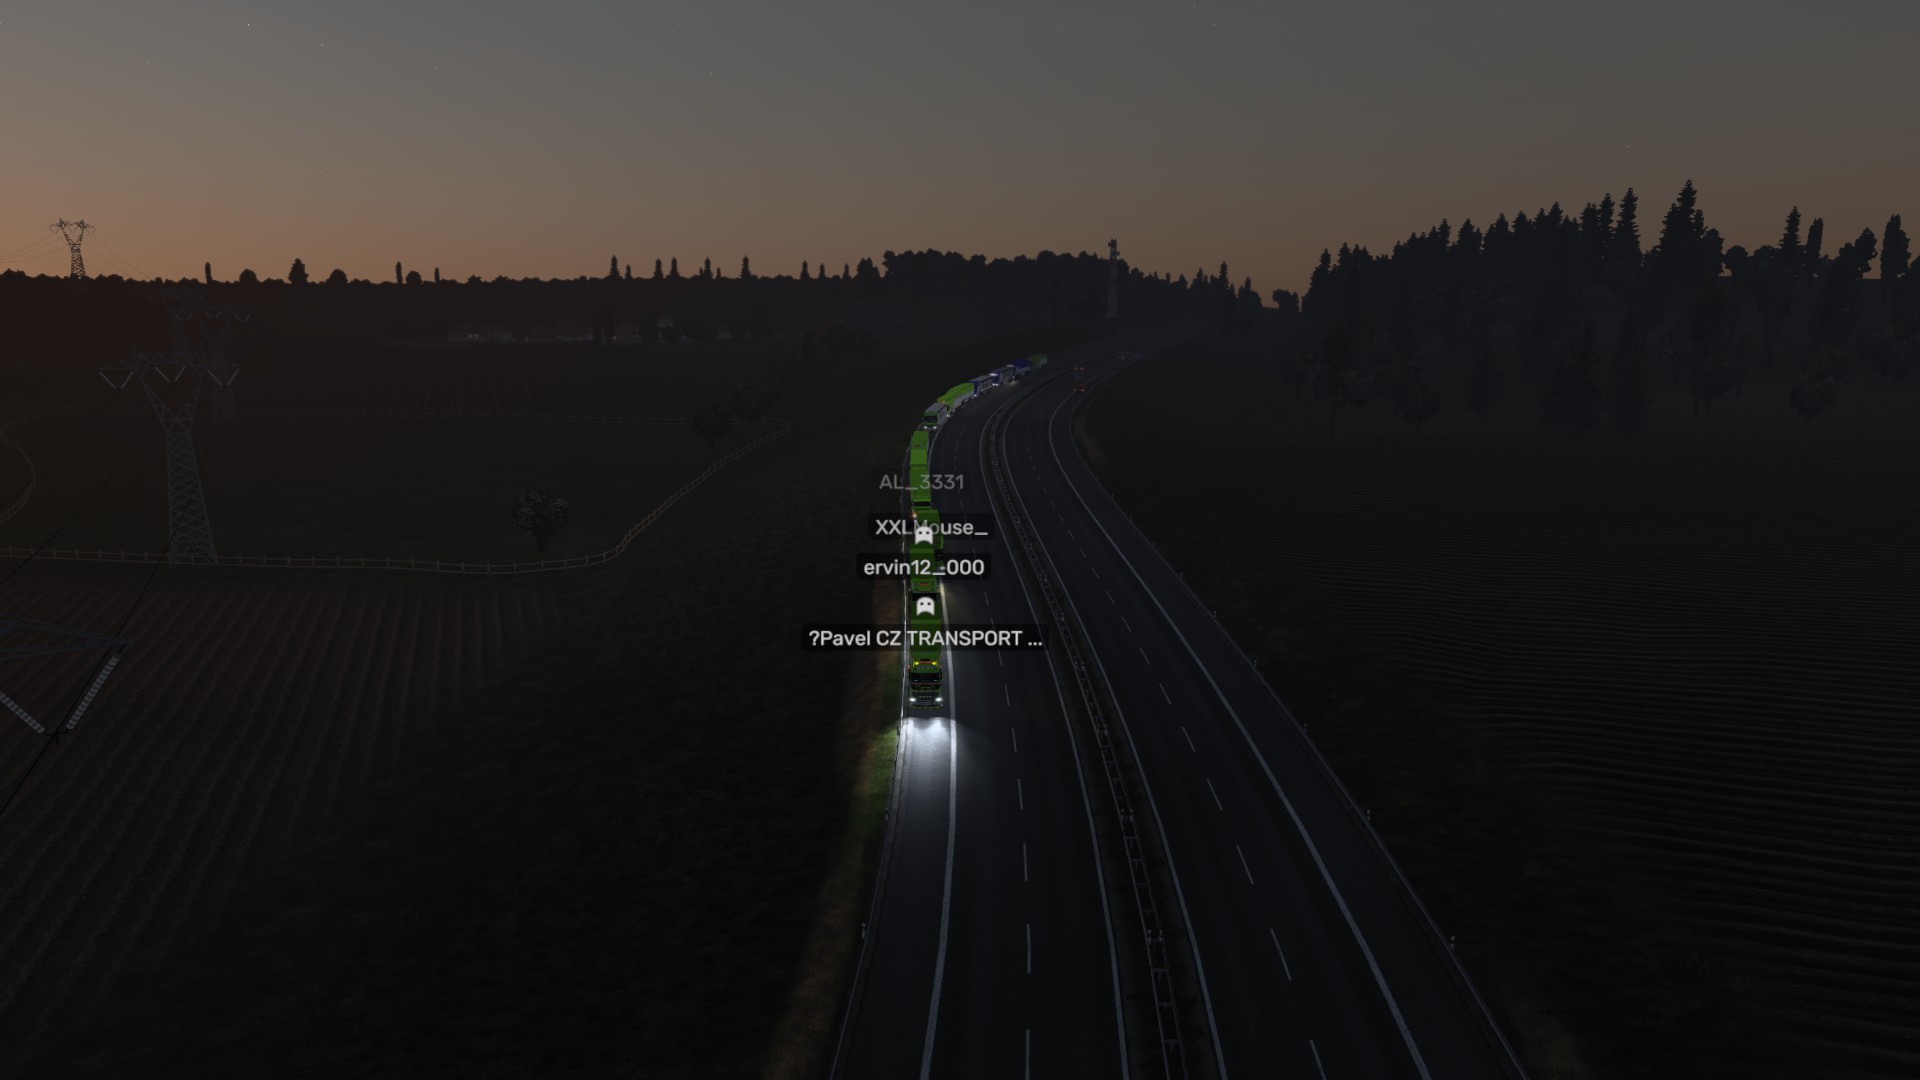 AL_3331
XXLMouse_
ervin12_000
?Pavel CZ TRANSPORT ...